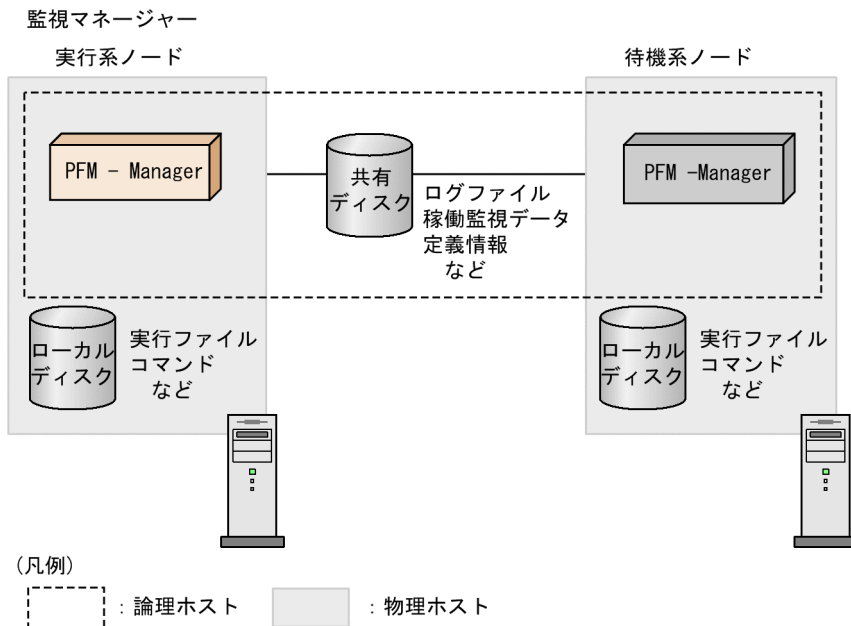 監視マネージャー
実行系ノード
待機系ノード
PFM - Manager
共有
ディスク
ログファイル
稼働監視データ
定義情報
など
PFM -Manager
ローカル
ディスク
実行ファイル
コマンド
など
ローカル
ディスク
実行ファイル
コマンド
など
(凡例)
: 論理ホスト
: 物理ホスト